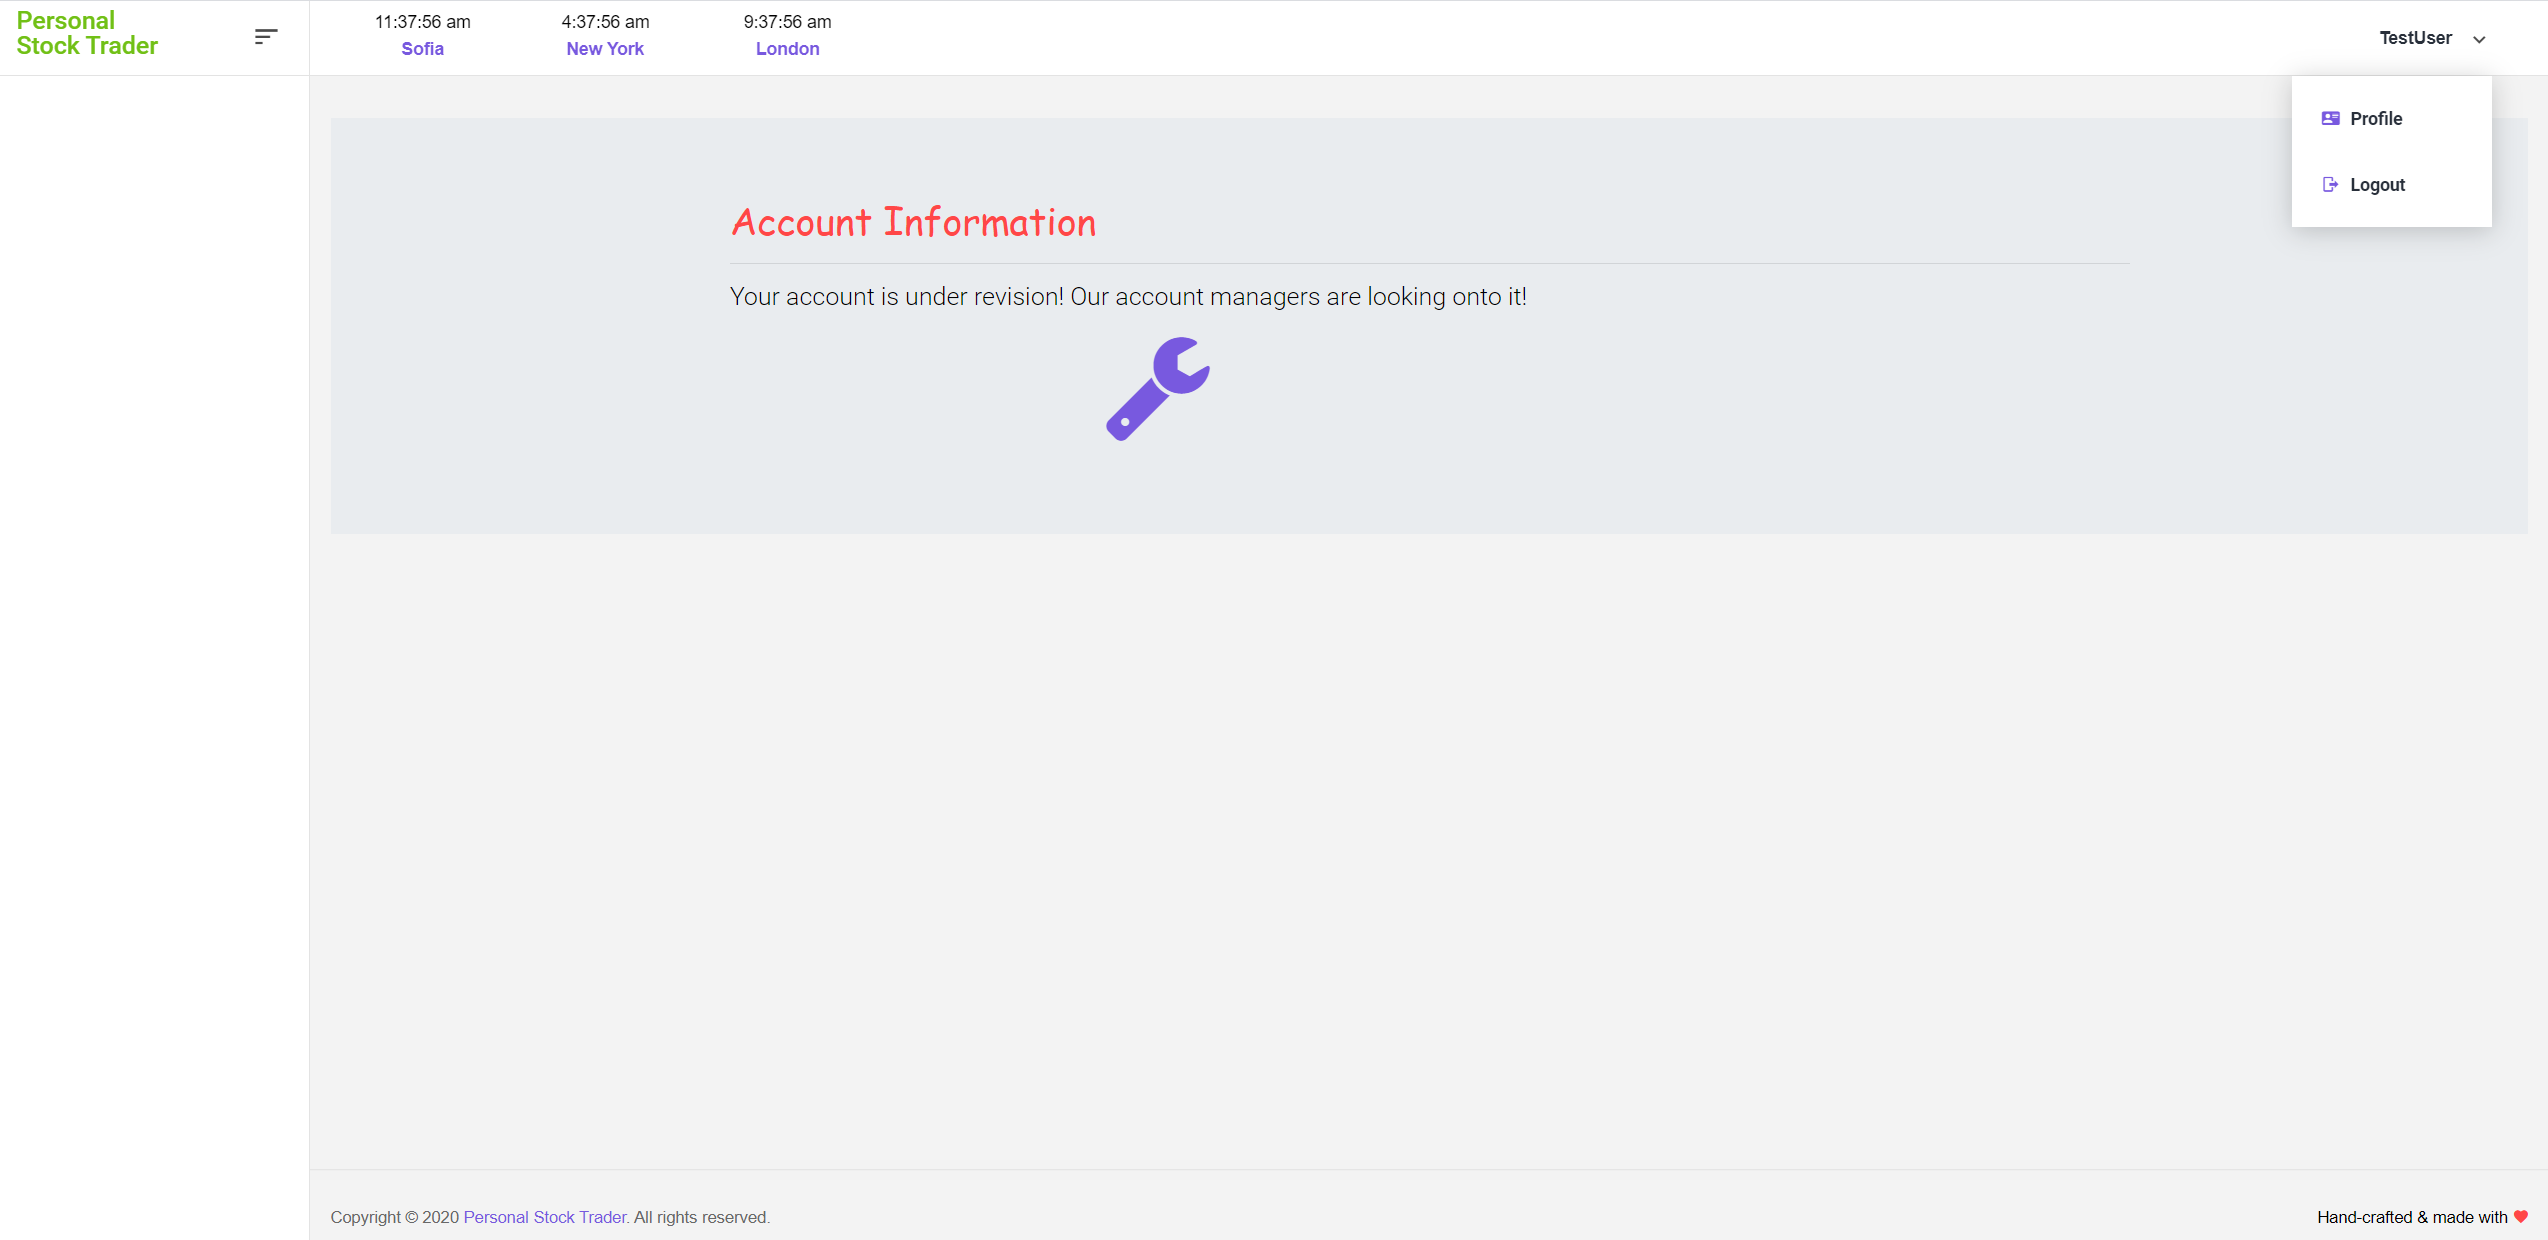 Personal
Stock Trader
11:37:56 am
Sofia
4:37:56 am
New York
9:37:56 am
London
TestUser
Profile
Logout
Account Information
Your account is under revision! Our account managers are looking onto it!
Copyright © 2020 Personal Stock Trader. All rights reserved.
Hand-crafted & made with